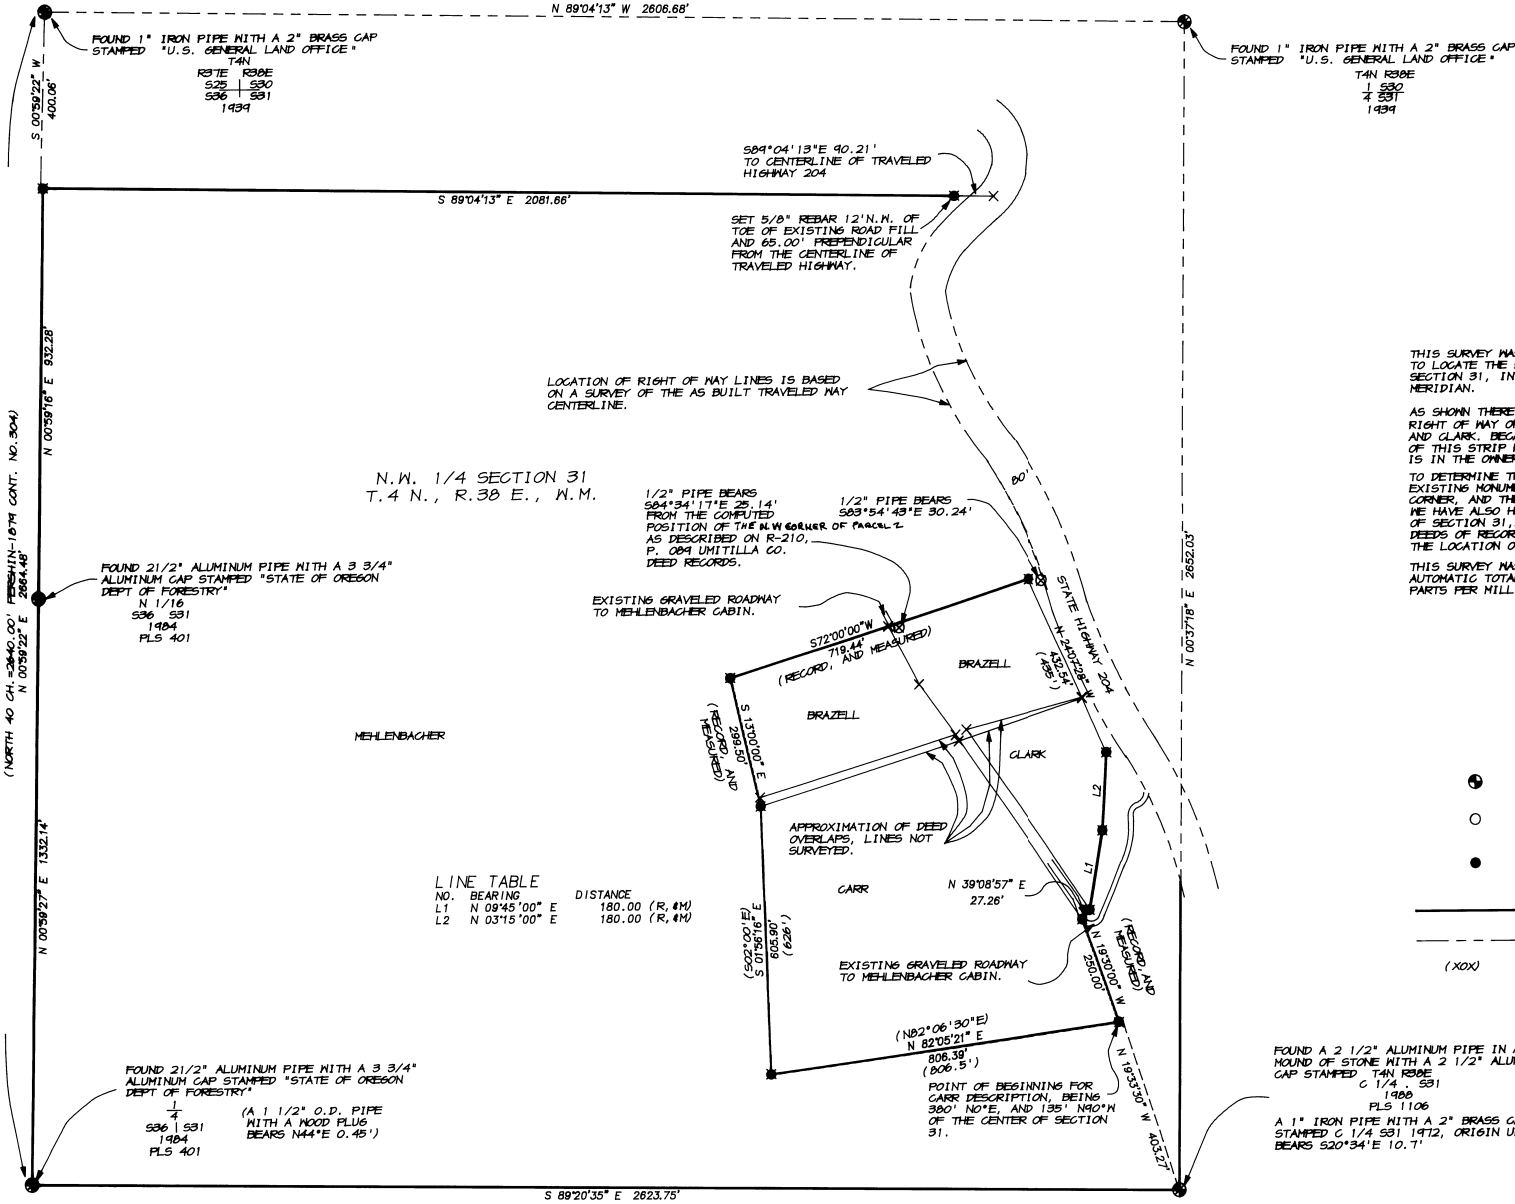 N 89°04'13" W 2606.68'
FOUND 1" IRON PIPE WITH A 2" BRASS CAP
STAMPED "U.S. GENERAL LAND OFFICE"
T4N
R37E R38E
S25 | S30
S36 | S31
1939
S 00°59'22" W
400.06'
FOUND 1" IRON PIPE WITH A 2" BRASS CAP
STAMPED "U.S. GENERAL LAND OFFICE"
T4N R38E
1 S30
4 S31
1939
S89°04'13"E 90.21'
TO CENTERLINE OF TRAVELED
HIGHWAY 204
S 89°04'13" E 2081.66'
SET 5/8" REBAR 12'N.W. OF
TOE OF EXISTING ROAD FILL
AND 65.00' PREPENDICULAR
FROM THE CENTERLINE OF
TRAVELED HIGHWAY.
N 00°59'16" E 932.28'
LOCATION OF RIGHT OF WAY LINES IS BASED
ON A SURVEY OF THE AS BUILT TRAVELED WAY
CENTERLINE.
THIS SURVEY WA
TO LOCATE THE
SECTION 31, IN
MERIDIAN.
AS SHOWN THERE
RIGHT OF WAY O
AND CLARK. BECA
OF THIS STRIP
IS IN THE OWNER
TO DETERMINE T
EXISTING MONUME
CORNER, AND TH
WE HAVE ALSO H
OF SECTION 31,
DEEDS OF RECOR
THE LOCATION O
THIS SURVEY WA
AUTOMATIC TOTA
PARTS PER MILL
N.W. 1/4 SECTION 31
T.4 N., R.38 E., W.M.
80'
1/2" PIPE BEARS
S84°34'17"E 25.14'
FROM THE COMPUTED
POSITION OF THE N.W CORNER OF PARCEL 2
AS DESCRIBED ON R-210,
P. 089 UMITILLA CO.
DEED RECORDS.
1/2" PIPE BEARS
S83°54'43"E 30.24'
(NORTH 40 CH.=2640.00' PERSHIN-1879 CONT. NO.304)
N 00°59'22" E 2664.48'
N 00°37'18" E 2652.03'
FOUND 21/2" ALUMINUM PIPE WITH A 3 3/4"
ALUMINUM CAP STAMPED "STATE OF OREGON
DEPT OF FORESTRY"
N 1/16
S36 S31
1984
PLS 401
EXISTING GRAVELED ROADWAY
TO MEHLENBACHER CABIN.
STATE HIGHWAY 204
S72°00'00"W
719.44'
(RECORD, AND MEASURED)
N 24°07'28" W
432.54'
(435')
BRAZELL
BRAZELL
S 13°00'00" E
299.50'
(RECORD, AND
MEASURED)
MEHLENBACHER
CLARK
L2
APPROXIMATION OF DEED
OVERLAPS, LINES NOT
SURVEYED.
L1
N 00°59'27" E 1332.14'
LINE TABLE
NO. BEARING DISTANCE
L1 N 09°45'00" E 180.00 (R,&M)
L2 N 03°15'00" E 180.00 (R,&M)
CARR
N 39°08'57" E
27.26'
(S02°00'E)
S 01°56'16" E
605.90'
(626')
EXISTING GRAVELED ROADWAY
TO MEHLENBACHER CABIN.
(RECORD, AND
MEASURED)
N 19°30'00" W
250.00'
(XOX)
(N82°06'30"E)
N 82°05'21" E
806.39'
(806.5')
POINT OF BEGINNING FOR
CARR DESCRIPTION, BEING
380' N0°E, AND 135' N90°W
OF THE CENTER OF SECTION
31.
N 19°33'30" W 403.27'
FOUND 21/2" ALUMINUM PIPE WITH A 3 3/4"
ALUMINUM CAP STAMPED "STATE OF OREGON
DEPT OF FORESTRY"
1
4
S36 | S31
1984
PLS 401
(A 1 1/2" O.D. PIPE
WITH A WOOD PLUG
BEARS N44°E 0.45')
FOUND A 2 1/2" ALUMINUM PIPE IN A
MOUND OF STONE WITH A 2 1/2" ALU
CAP STAMPED T4N R38E
C 1/4 . S31
1988
PLS 1106
A 1" IRON PIPE WITH A 2" BRASS C
STAMPED C 1/4 S31 1972, ORIGIN U
BEARS S20°34'E 10.7'
S 89°20'35" E 2623.75'